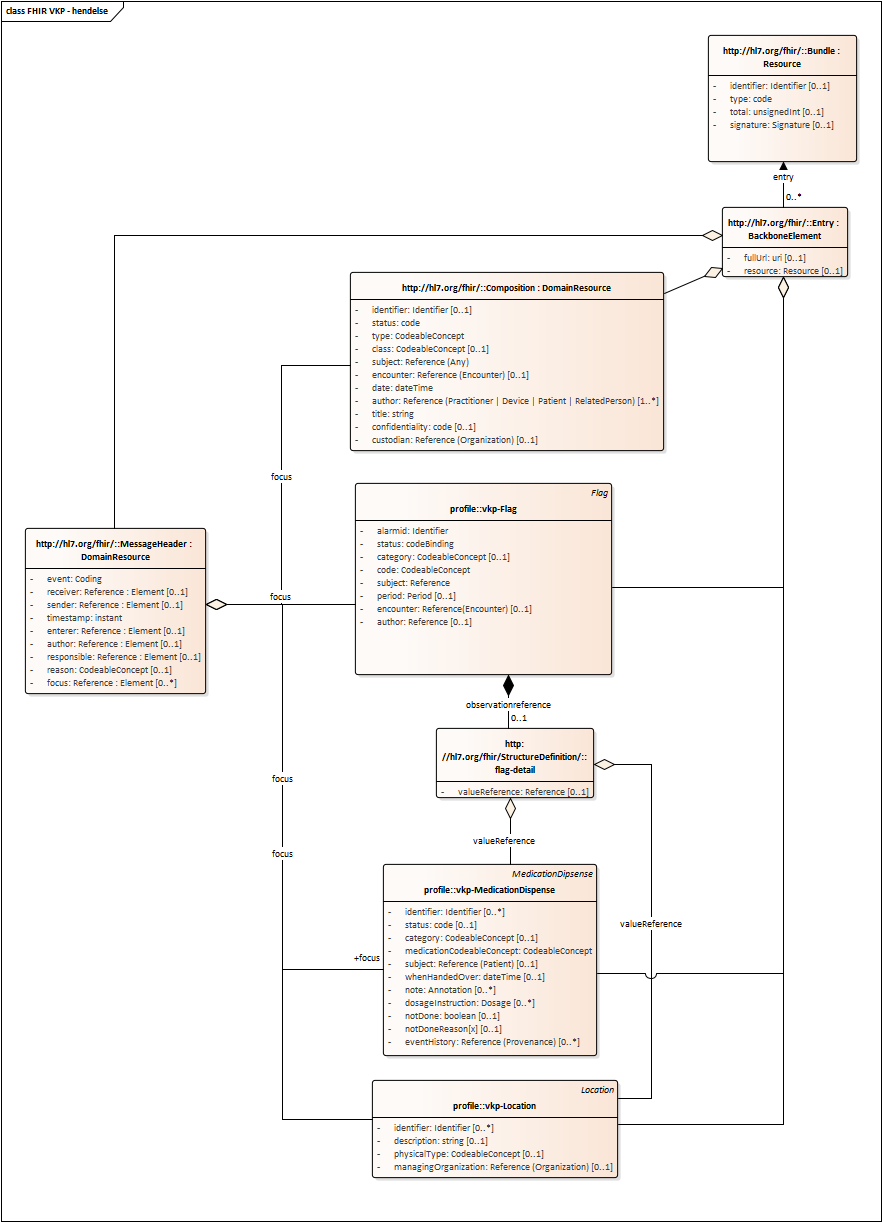 class FHIR VKP - hendelse
http://hl7.org/fhir/::Bundle :
Resource
- identifier: Identifier [0..1]
- type: code
- total: unsignedInt [0..1]
- signature: Signature [0..1]
entry
0..*
http://hl7.org/fhir/::Entry :
BackboneElement
- fullUrl: uri [0..1]
- resource: Resource [0..1]
http://hl7.org/fhir/::Composition : DomainResource
- identifier: Identifier [0..1]
- status: code
- type: CodeableConcept
- class: CodeableConcept [0..1]
- subject: Reference (Any)
- encounter: Reference (Encounter) [0..1]
- date: dateTime
- author: Reference (Practitioner | Device | Patient | RelatedPerson) [1..*]
- title: string
- confidentiality: code [0..1]
- custodian: Reference (Organization) [0..1]
focus
Flag
profile::vkp-Flag
- alarmid: Identifier
- status: codeBinding
- category: CodeableConcept [0..1]
- code: CodeableConcept
- subject: Reference
- period: Period [0..1]
- encounter: Reference(Encounter) [0..1]
- author: Reference [0..1]
http://hl7.org/fhir/::MessageHeader :
DomainResource
- event: Coding
- receiver: Reference : Element [0..1]
- sender: Reference : Element [0..1]
- timestamp: instant
- enterer: Reference : Element [0..1]
- author: Reference : Element [0..1]
- responsible: Reference : Element [0..1]
- reason: CodeableConcept [0..1]
- focus: Reference : Element [0..*]
focus
observationreference
0..1
http:
//hl7.org/fhir/StructureDefinition/::
flag-detail
- valueReference: Reference [0..1]
focus
valueReference
focus
MedicationDipsense
profile::vkp-MedicationDispense
- identifier: Identifier [0..*]
- status: code [0..1]
- category: CodeableConcept [0..1]
- medicationCodeableConcept: CodeableConcept
- subject: Reference (Patient) [0..1]
- whenHandedOver: dateTime [0..1]
- note: Annotation [0..*]
- dosageInstruction: Dosage [0..*]
- notDone: boolean [0..1]
- notDoneReason[x] [0..1]
- eventHistory: Reference (Provenance) [0..*]
valueReference
+focus
Location
profile::vkp-Location
- identifier: Identifier [0..*]
- description: string [0..1]
- physicalType: CodeableConcept [0..1]
- managingOrganization: Reference (Organization) [0..1]